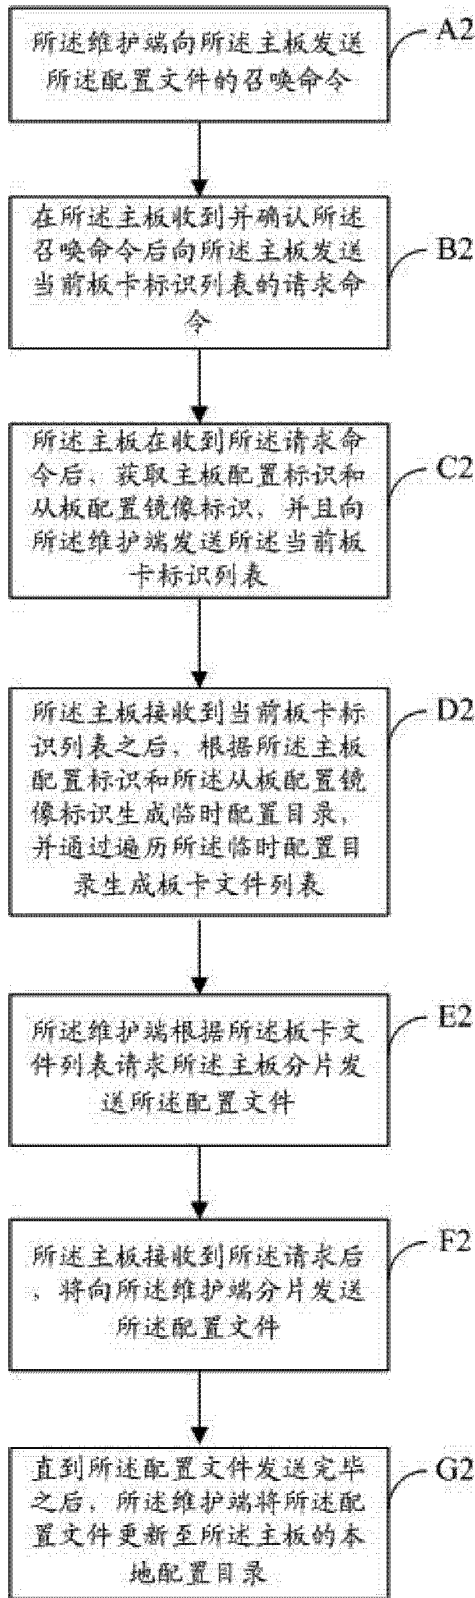 所述维护端向所述主板发送
所述配置文件的召唤命令
A2
在所述主板收到并确认所述
召唤命令后向所述主板发送
当前板卡标识列表的请求命
令
B2
所述主板在收到所述请求命
令后，获取主板配置标识和
从板配置镜像标识，并且向
所述维护端发送所述当前板
卡标识列表
C2
所述主板接收到当前板卡标
识列表之后，根据所述主板
配置标识和所述从板配置镜
像标识生成临时配置目录，
并通过遍历所述临时配置目
录生成板卡文件列表
D2
所述维护端根据所述板卡文
件列表请求所述主板分片发
送所述配置文件
E2
所述主板接收到所述请求后
，将向所述维护端分片发送
所述配置文件
F2
直到所述配置文件发送完毕
之后，所述维护端将所述配
置文件更新至所述主板的本
地配置目录
G2